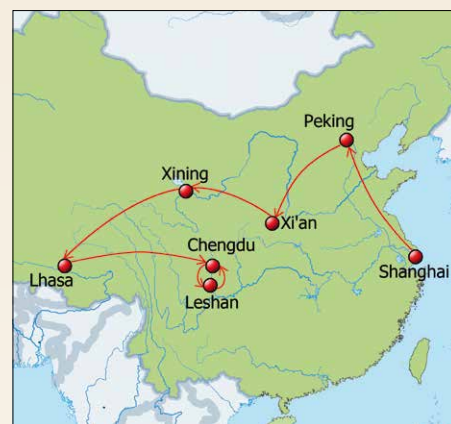 Peking
Xining
Xi'an
Chengdu
Shanghai
Lhasa
Leshan